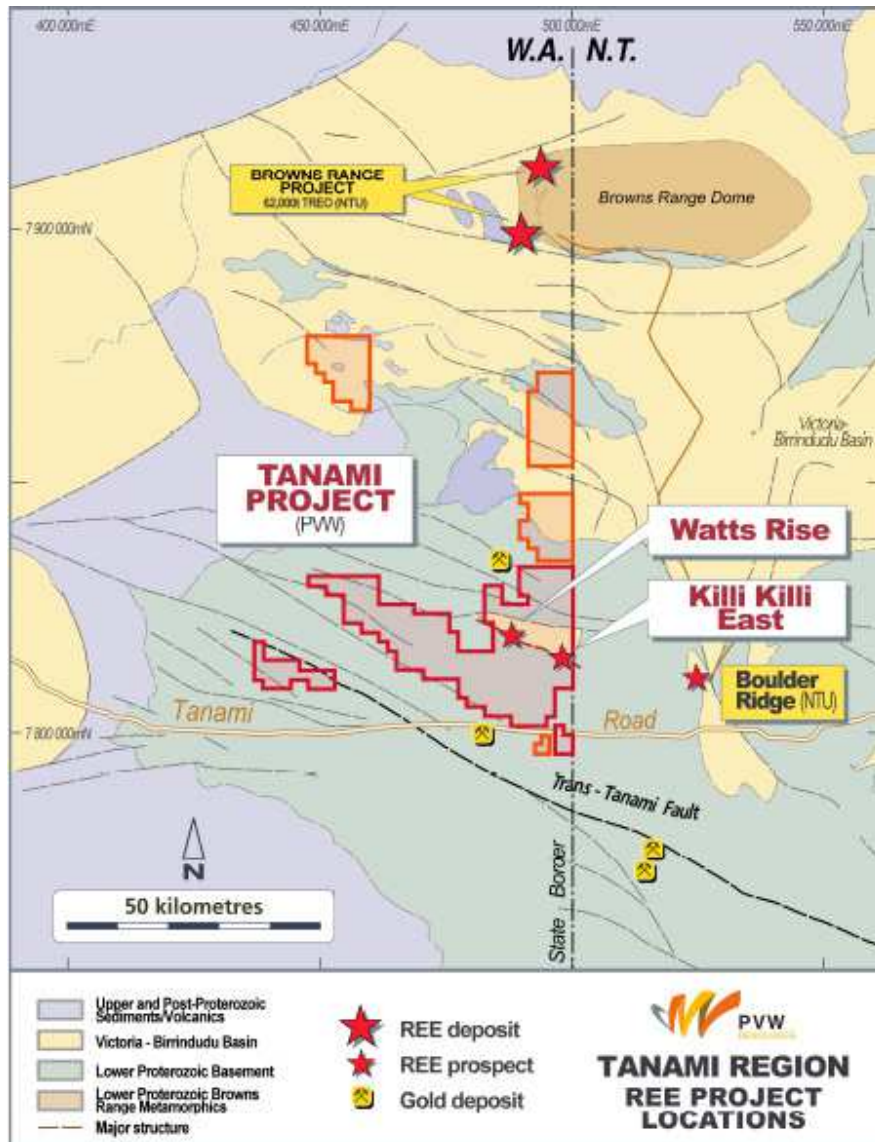 400 000mE 450 000mE 500 000mE 550 000mE
W.A. N.T.
BROWNS RANGE
PROJECT
62,000t TREO (NTU)
Browns Range Dome
7 900 000mN
Victoria-
Birrindudu Basin
TANAMI
PROJECT
(PVW)
Watts Rise
Killi Killi
East
Boulder
Ridge (NTU)
Tanami Road
7 800 000mN
Trans - Tanami Fault
N
State Border
50 kilometres
Upper and Post-Proterozoic
Sediments/Volcanics
Victoria - Birrindudu Basin
Lower Proterozoic Basement
Lower Proterozoic Browns
Range Metamorphics
Major structure
REE deposit
REE prospect
Gold deposit
PVW
RESOURCES
TANAMI REGION
REE PROJECT
LOCATIONS